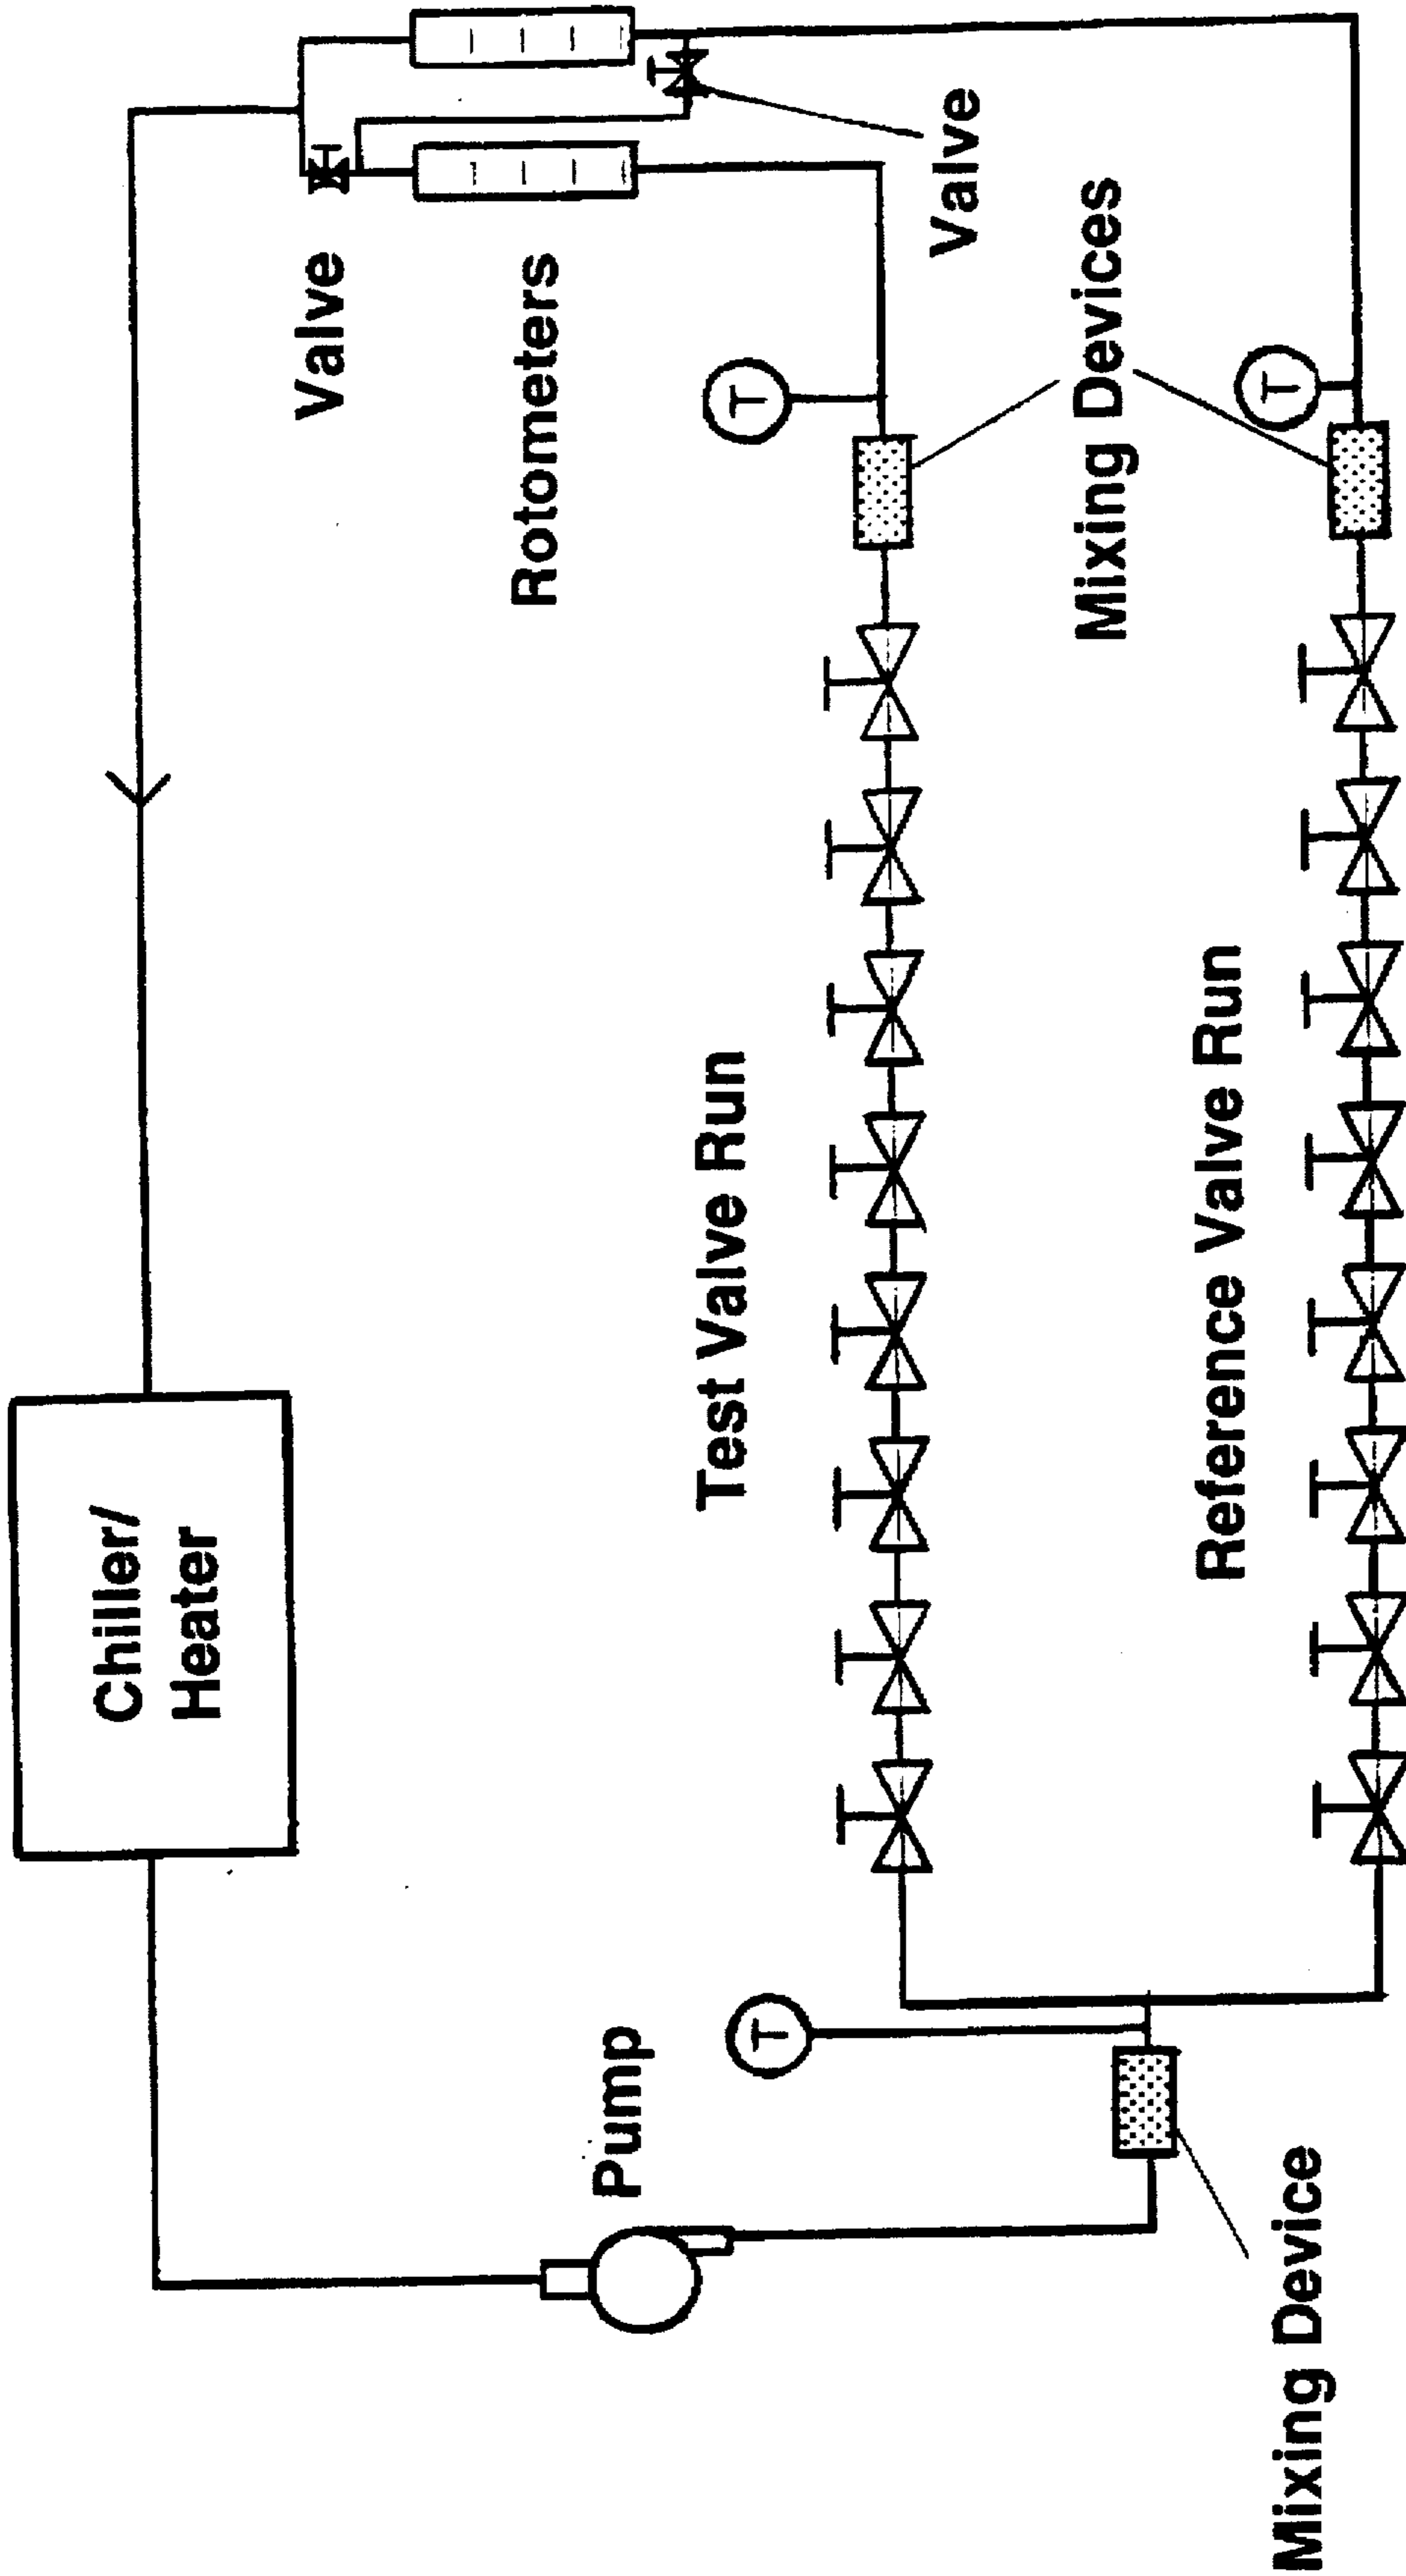 Chiller/
Heater
Valve
Rotometers
Pump
T
T
Test Valve Run
Valve
Mixing Devices
T
Reference Valve Run
Mixing Device